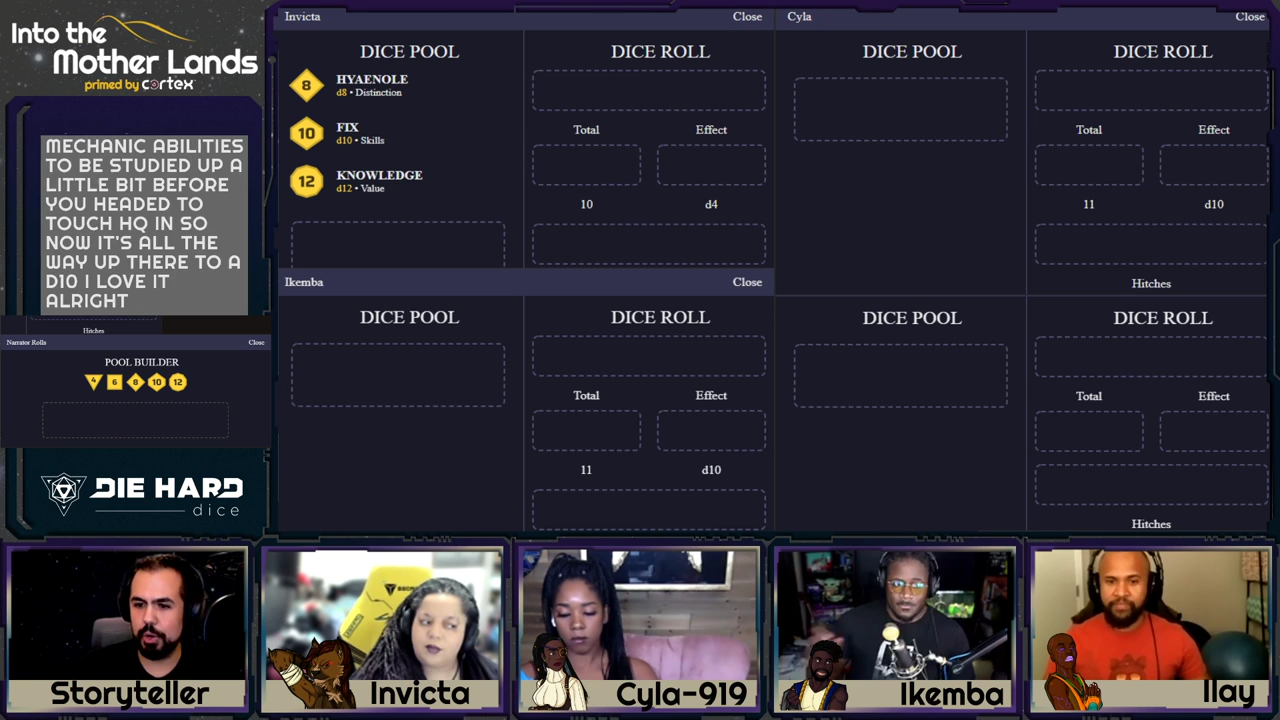 Into the
Mother Lands
primed by cortex
MECHANIC ABILITIES
TO BE STUDIED UP A
LITTLE BIT BEFORE
YOU HEADED TO
TOUCH HQ IN SO
NOW IT'S ALL THE
WAY UP THERE TO A
D10 I LOVE IT
ALRIGHT
Hitches
Narrator Rolls
Close
POOL BUILDER
4 6 8 10 12
DIE HARD
dice
Invicta
Close
DICE POOL
8
HYAENOLE
d8 • Distinction
10
FIX
d10 • Skills
12
KNOWLEDGE
d12 • Value
DICE ROLL
Total
Effect
10
d4
Cyla
Close
DICE POOL
DICE ROLL
Total
Effect
11
d10
Hitches
Ikemba
Close
DICE POOL
DICE ROLL
Total
Effect
11
d10
DICE POOL
DICE ROLL
Total
Effect
Hitches
Storyteller
Invicta
Cyla-919
Ikemba
Ilay